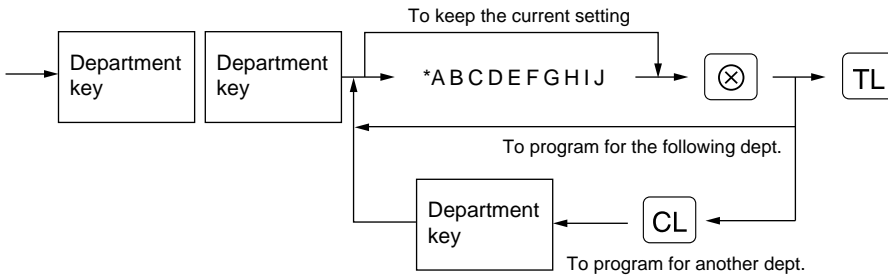 To keep the current setting
Department
key
Department
key
*A B C D E F G H I J
⊗
TL
To program for the following dept.
Department
key
CL
To program for another dept.